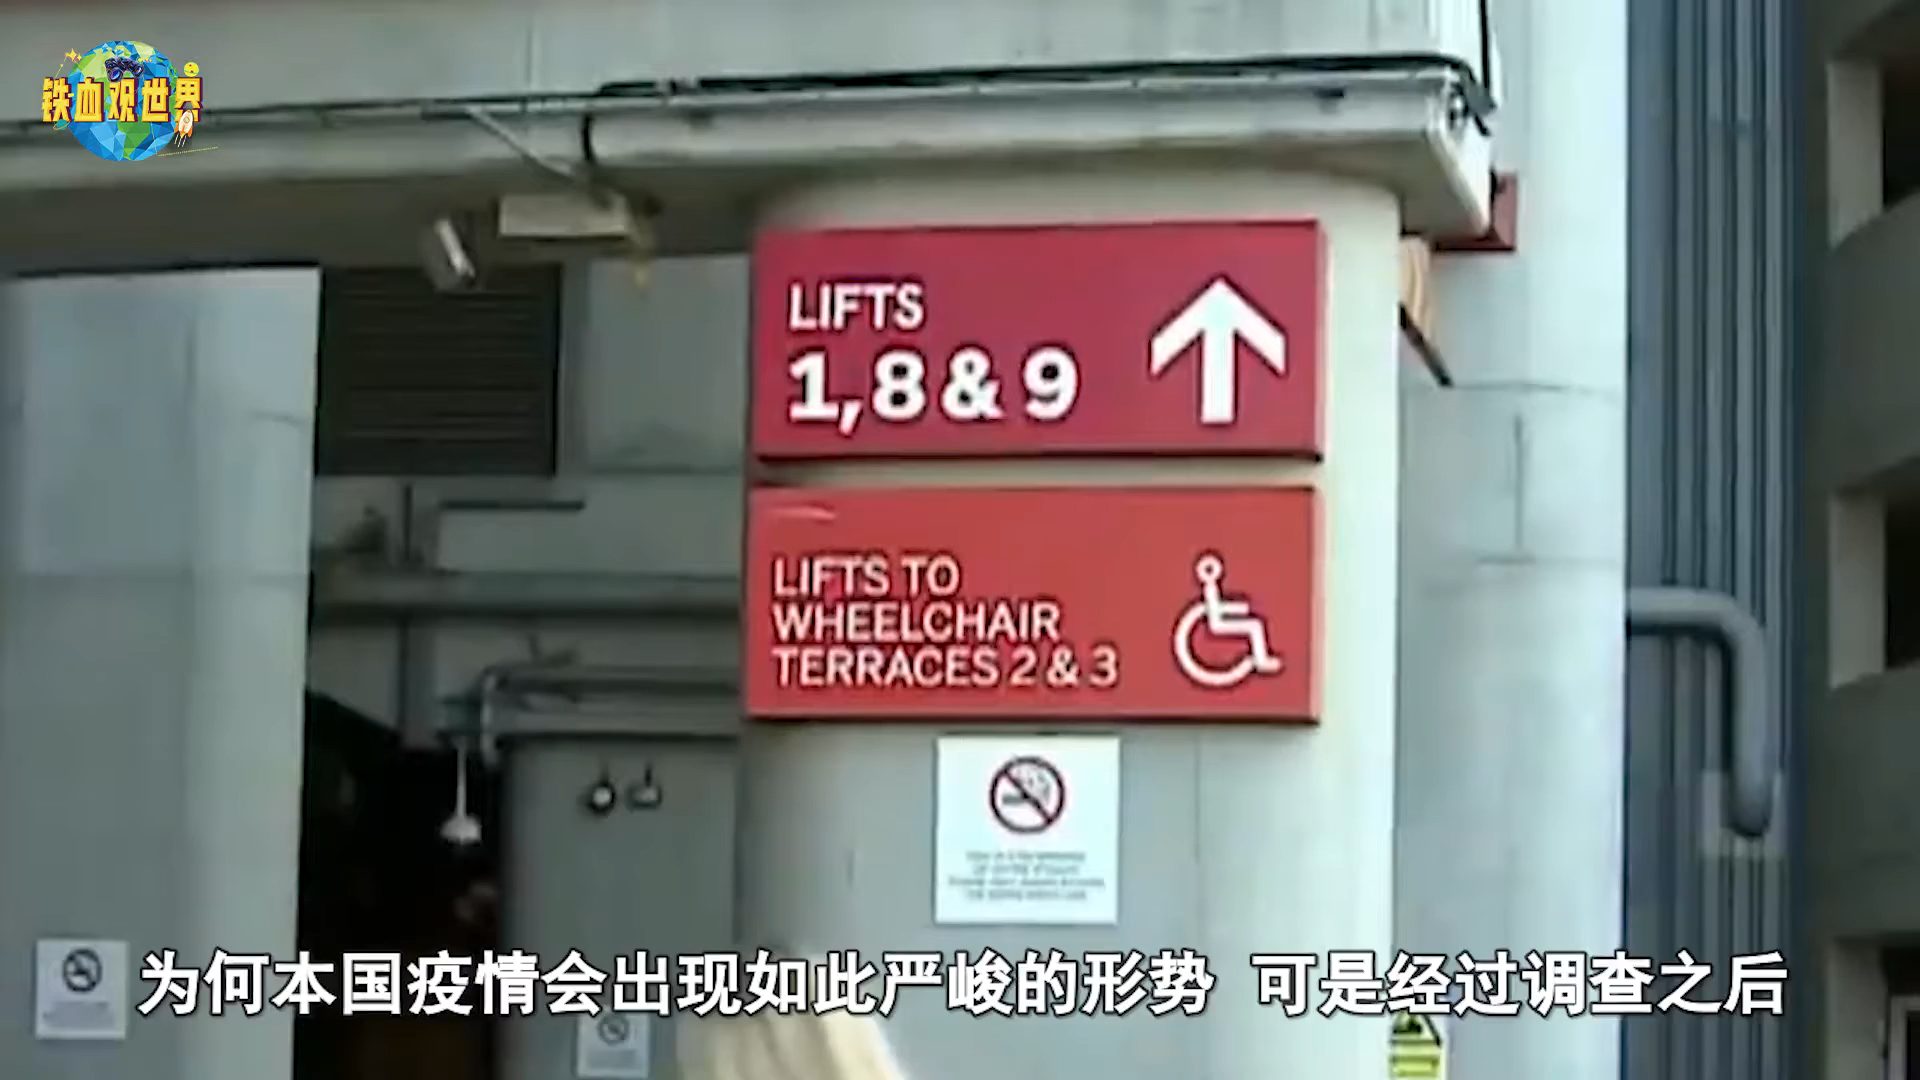 铁血观世界
LIFTS
1, 8 & 9
LIFTS TO
WHEELCHAIR
TERRACES 2 & 3
为何本国疫情会出现如此严峻的形势 可是经过调查之后